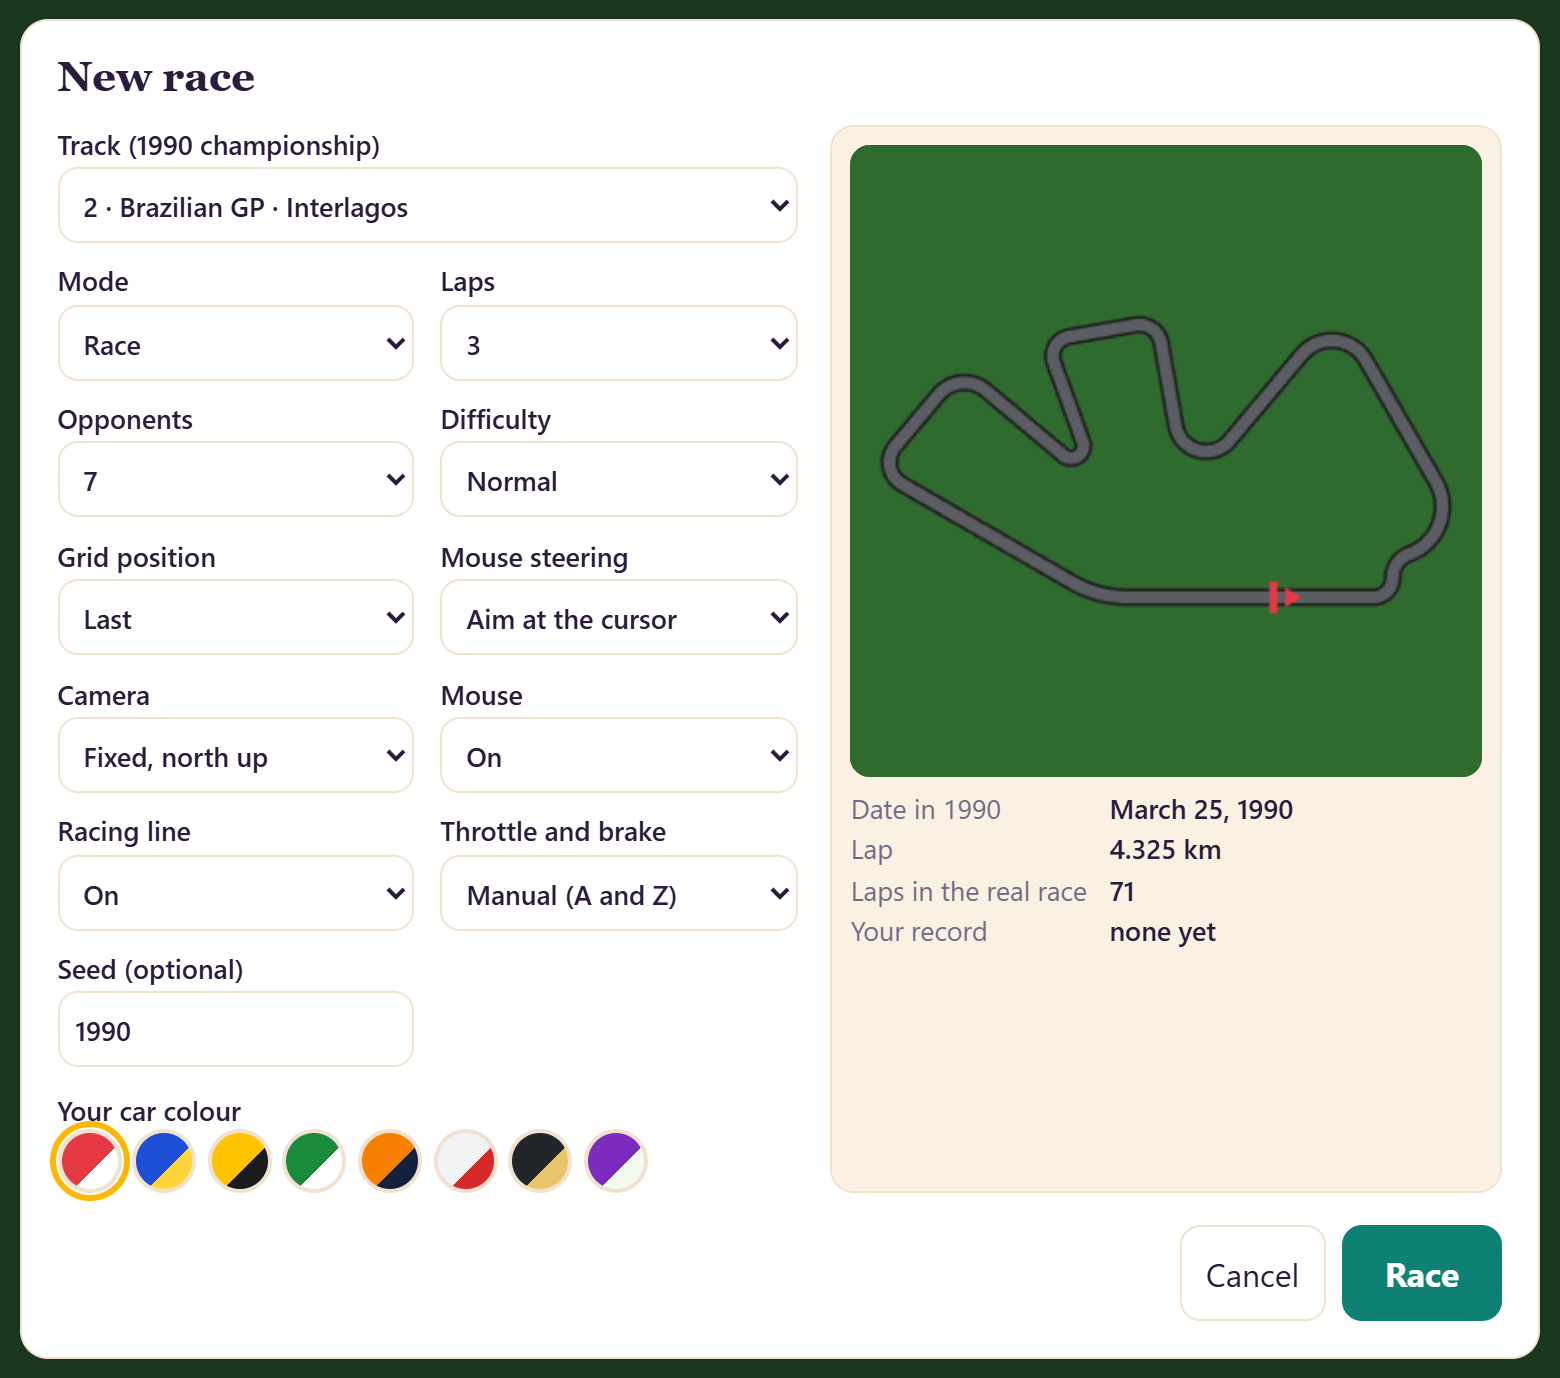 New race
Track (1990 championship)
2 · Brazilian GP · Interlagos
Mode
Laps
Race
3
Opponents
Difficulty
7
Normal
Grid position
Mouse steering
Last
Aim at the cursor
Camera
Mouse
Fixed, north up
On
Racing line
Throttle and brake
On
Manual (A and Z)
Seed (optional)
1990
Your car colour
Date in 1990 March 25, 1990
Lap 4.325 km
Laps in the real race 71
Your record none yet
Cancel
Race